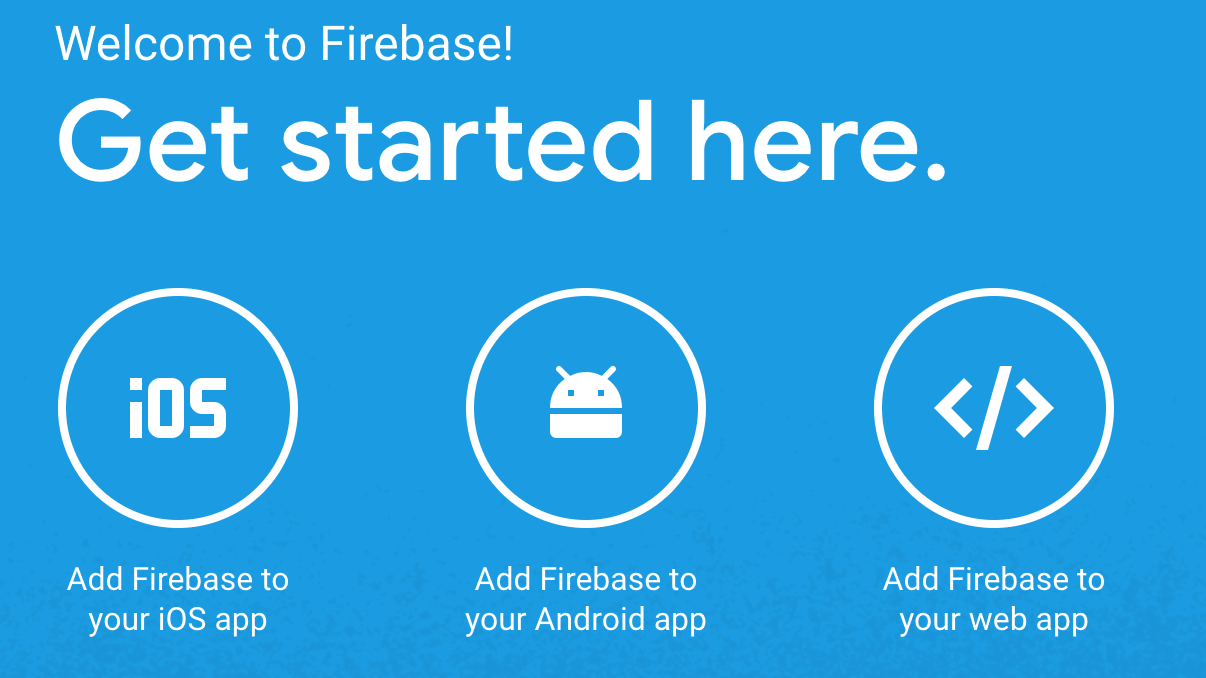 Welcome to Firebase!
Get started here.
iOS
Add Firebase to
your iOS app
Add Firebase to
your Android app
</>
Add Firebase to
your web app